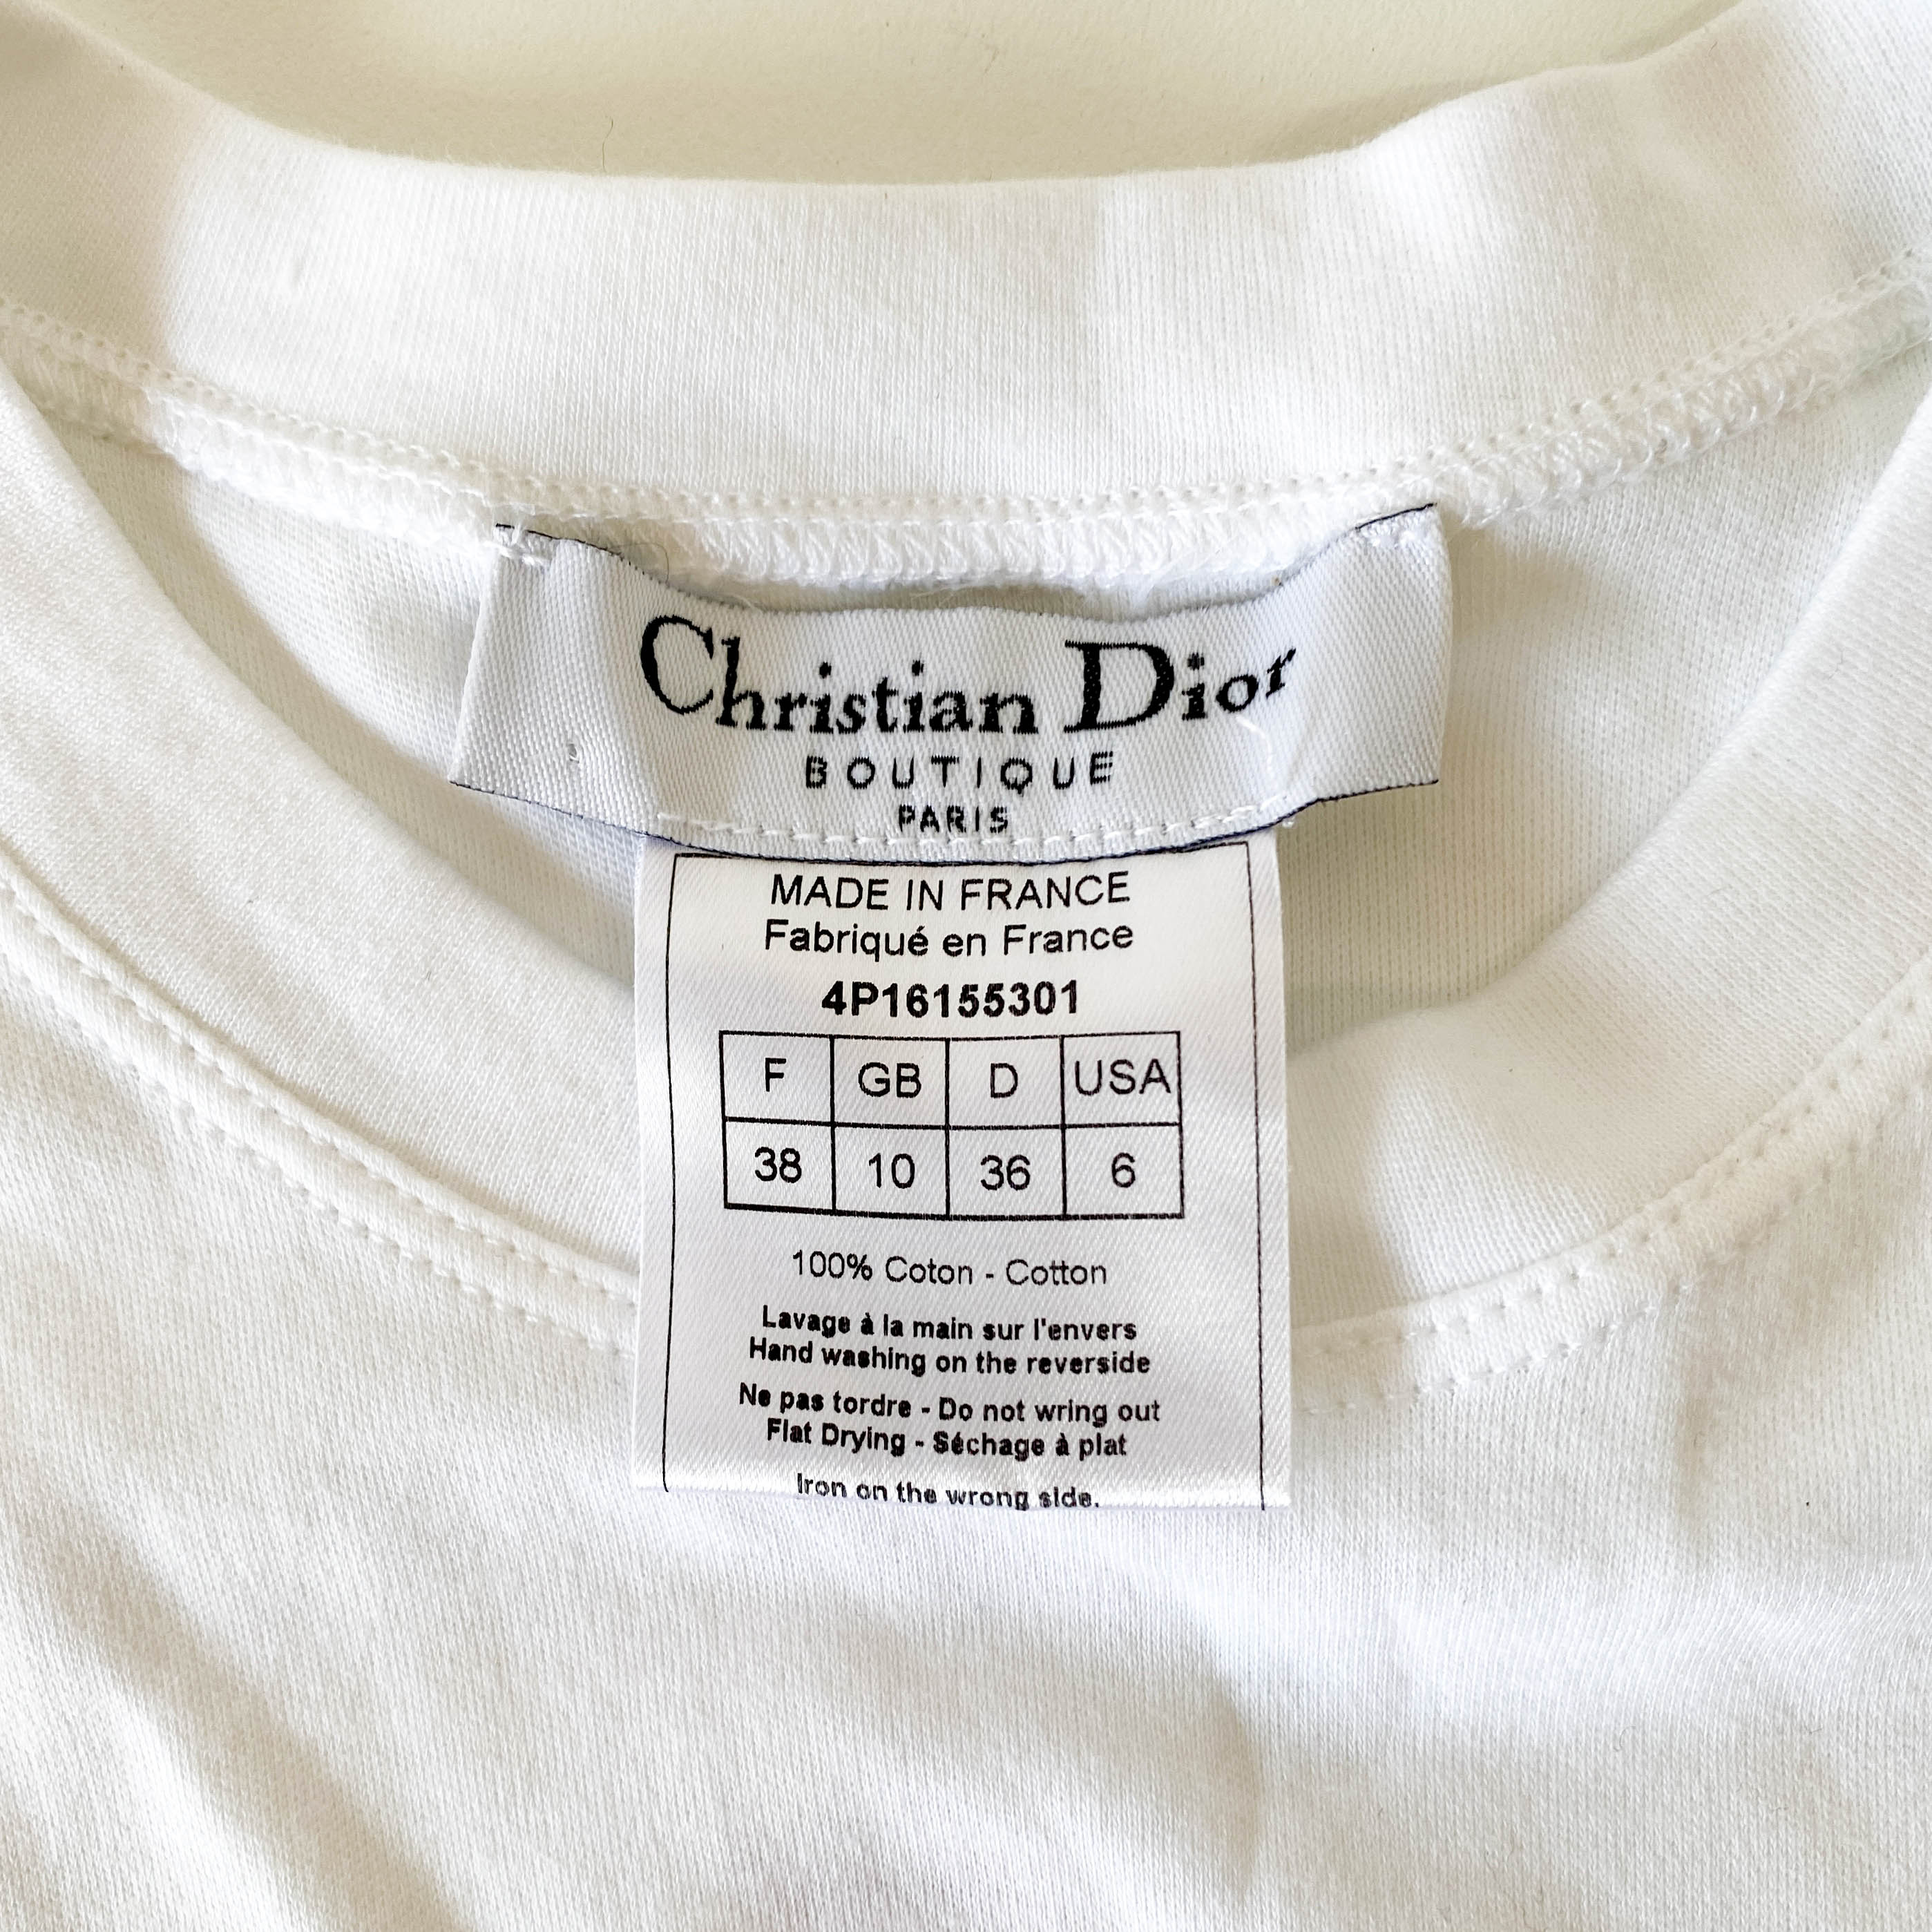 Christian Dior
BOUTIQUE
PARIS
MADE IN FRANCE
Fabriqué en France
4P16155301
F GB D USA
38 10 36 6
100% Coton - Cotton
Lavage à la main sur l'envers
Hand washing on the reverside
Ne pas tordre - Do not wring out
Flat Drying - Séchage à plat
Iron on the wrong side.